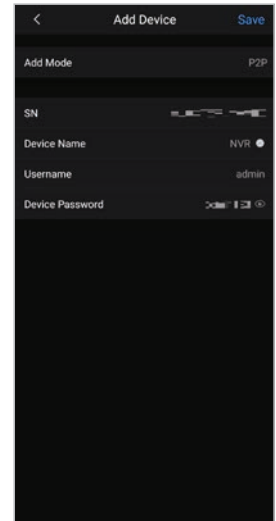 Add Device Save
Add Mode P2P
SN
Device Name NVR
Username admin
Device Password